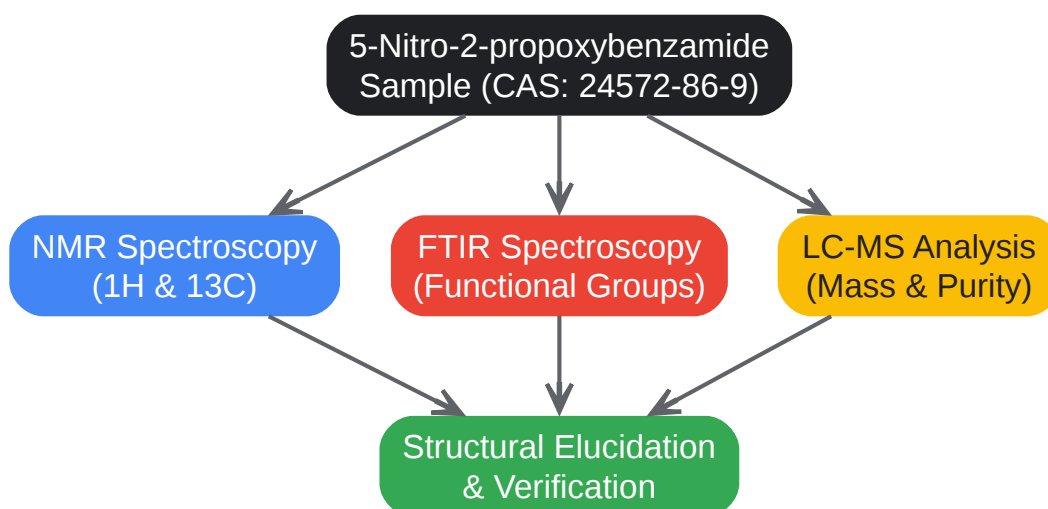 5-Nitro-2-propoxybenzamide
Sample (CAS: 24572-86-9)
NMR Spectroscopy
(1H & 13C)
FTIR Spectroscopy
(Functional Groups)
LC-MS Analysis
(Mass & Purity)
Structural Elucidation
& Verification